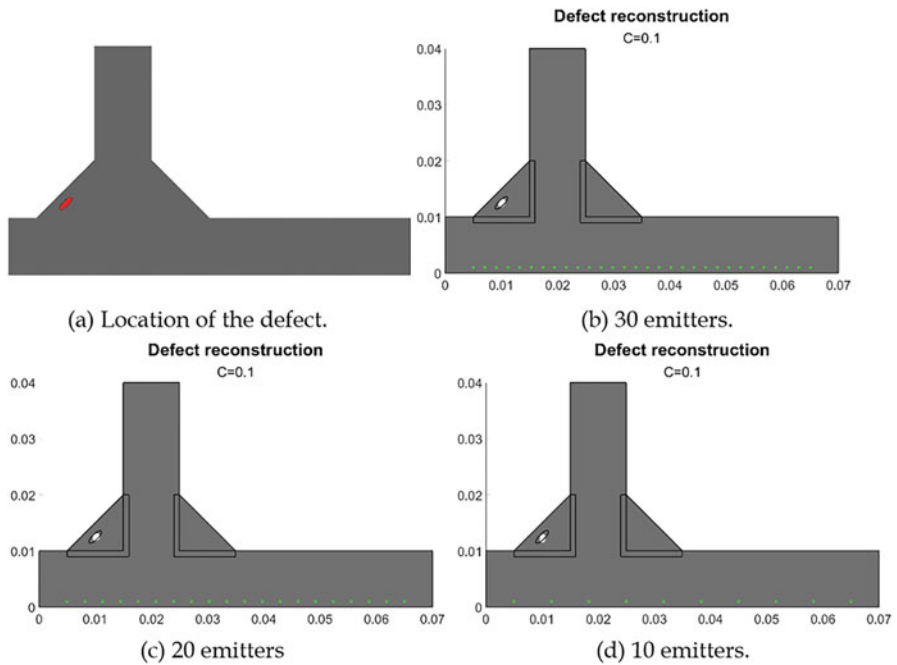 Defect reconstruction
C=0.1
0.04
0.03
0.02
0.01
0
0 0.01 0.02 0.03 0.04 0.05 0.06 0.07
(a) Location of the defect.
(b) 30 emitters.
Defect reconstruction
C=0.1
0.04
0.03
0.02
0.01
0
0 0.01 0.02 0.03 0.04 0.05 0.06 0.07
(c) 20 emitters
Defect reconstruction
C=0.1
0.04
0.03
0.02
0.01
0
0 0.01 0.02 0.03 0.04 0.05 0.06 0.07
(d) 10 emitters.